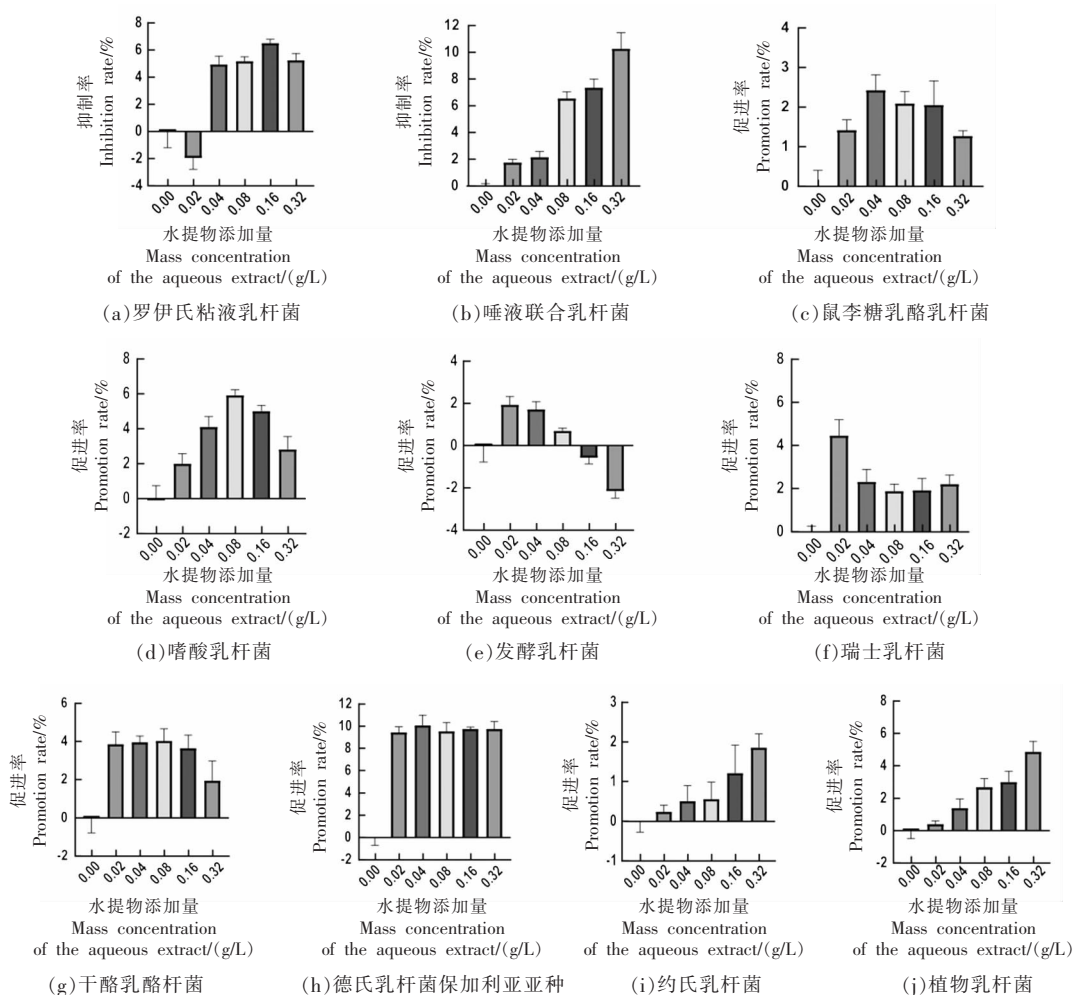 8
6
4
2
0
-2
-4
抑制率
Inhibition rate/%
0.00 0.02 0.04 0.08 0.16 0.32
水提物添加量
Mass concentration
of the aqueous extract/(g/L)
(a)罗伊氏粘液乳杆菌
12
10
8
6
4
2
0
抑制率
Inhibition rate/%
0.00 0.02 0.04 0.08 0.16 0.32
水提物添加量
Mass concentration
of the aqueous extract/(g/L)
(b)唾液联合乳杆菌
4
3
2
1
0
促进率
Promotion rate/%
0.00 0.02 0.04 0.08 0.16 0.32
水提物添加量
Mass concentration
of the aqueous extract/(g/L)
(c)鼠李糖乳酪乳杆菌
8
6
4
2
0
-2
促进率
Promotion rate/%
0.00 0.02 0.04 0.08 0.16 0.32
水提物添加量
Mass concentration
of the aqueous extract/(g/L)
(d)嗜酸乳杆菌
4
2
0
-2
-4
促进率
Promotion rate/%
0.00 0.02 0.04 0.08 0.16 0.32
水提物添加量
Mass concentration
of the aqueous extract/(g/L)
(e)发酵乳杆菌
8
6
4
2
0
促进率
Promotion rate/%
0.00 0.02 0.04 0.08 0.16 0.32
水提物添加量
Mass concentration
of the aqueous extract/(g/L)
(f)瑞士乳杆菌
6
4
2
0
-2
促进率
Promotion rate/%
0.00 0.02 0.04 0.08 0.16 0.32
水提物添加量
Mass concentration
of the aqueous extract/(g/L)
(g)干酪乳酪杆菌
12
10
8
6
4
2
0
-2
促进率
Promotion rate/%
0.00 0.02 0.04 0.08 0.16 0.32
水提物添加量
Mass concentration
of the aqueous extract/(g/L)
(h)德氏乳杆菌保加利亚亚种
3
2
1
0
-1
促进率
Promotion rate/%
0.00 0.02 0.04 0.08 0.16 0.32
水提物添加量
Mass concentration
of the aqueous extract/(g/L)
(i)约氏乳杆菌
8
6
4
2
0
-2
促进率
Promotion rate/%
0.00 0.02 0.04 0.08 0.16 0.32
水提物添加量
Mass concentration
of the aqueous extract/(g/L)
(j)植物乳杆菌